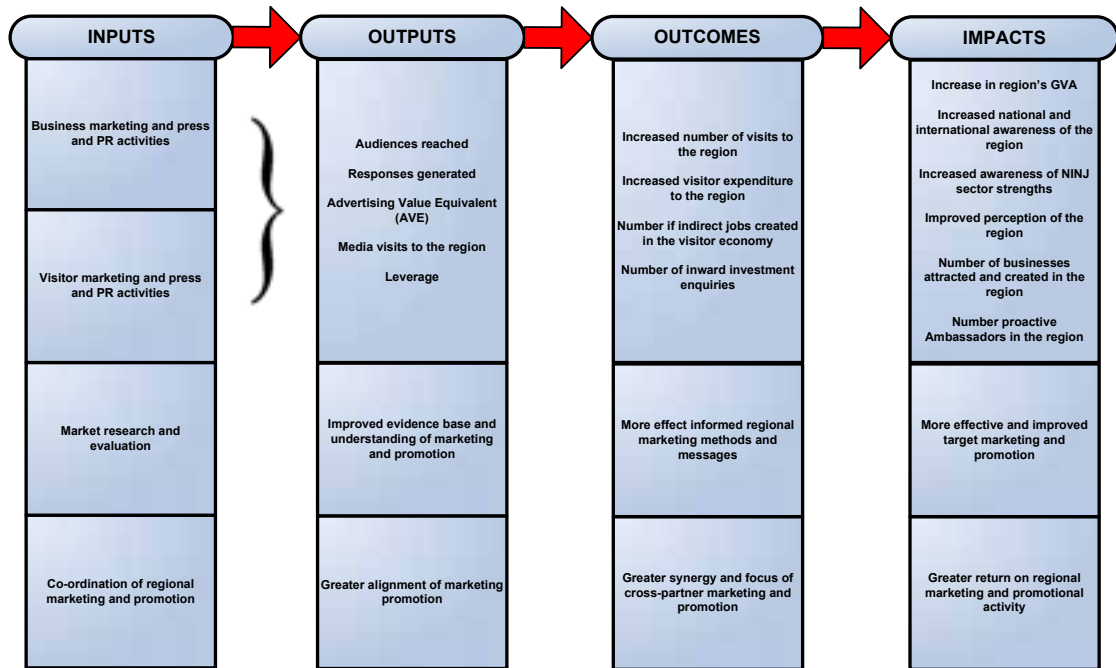 INPUTS
OUTPUTS
OUTCOMES
IMPACTS
Business marketing and press
and PR activities
Visitor marketing and press
and PR activities
Market research and
evaluation
Co-ordination of regional
marketing and promotion
Audiences reached
Responses generated
Advertising Value Equivalent
(AVE)
Media visits to the region
Leverage
Improved evidence base and
understanding of marketing
and promotion
Greater alignment of marketing
promotion
Increased number of visits to
the region
Increased visitor expenditure
to the region
Number if indirect jobs created
in the visitor economy
Number of inward investment
enquiries
More effect informed regional
marketing methods and
messages
Greater synergy and focus of
cross-partner marketing and
promotion
Increase in region's GVA
Increased national and
international awareness of the
region
Increased awareness of NINJ
sector strengths
Improved perception of the
region
Number of businesses
attracted and created in the
region
Number proactive
Ambassadors in the region
More effective and improved
target marketing and
promotion
Greater return on regional
marketing and promotional
activity